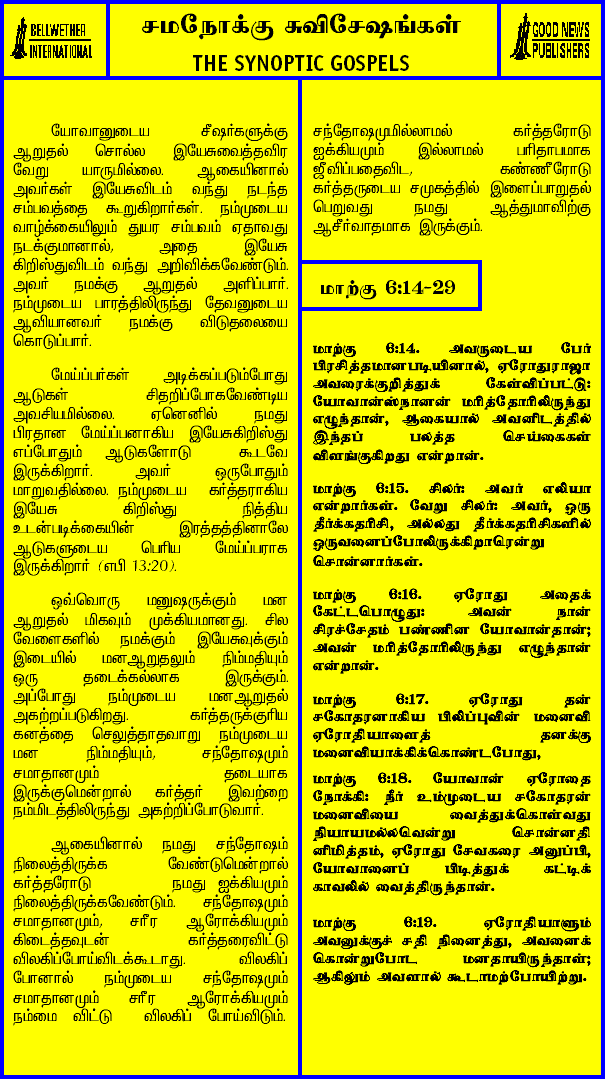 BELLWETHER
INTERNATIONAL
சமநோக்கு சுவிசேஷங்கள்
THE SYNOPTIC GOSPELS
GOOD NEWS
PUBLISHERS
யோவானுடைய சீஷர்களுக்கு
ஆறுதல் சொல்ல இயேசுவைத்தவிர
வேறு யாருமில்லை. ஆகையினால்
அவர்கள் இயேசுவிடம் வந்து நடந்த
சம்பவத்தை கூறுகிறார்கள். நம்முடைய
வாழ்க்கையிலும் துயர சம்பவம் ஏதாவது
நடக்குமானால், அதை இயேசு
கிறிஸ்துவிடம் வந்து அறிவிக்கவேண்டும்.
அவர் நமக்கு ஆறுதல் அளிப்பார்.
நம்முடைய பாரத்திலிருந்து தேவனுடைய
ஆவியானவர் நமக்கு விடுதலையை
கொடுப்பார்.
மேய்ப்பர்கள் அடிக்கப்படும்போது
ஆடுகள் சிதறிப்போகவேண்டிய
அவசியமில்லை. ஏனெனில் நமது
பிரதான மேய்ப்பனாகிய இயேசுகிறிஸ்து
எப்போதும் ஆடுகளோடு கூடவே
இருக்கிறார். அவர் ஒருபோதும்
மாறுவதில்லை. நம்முடைய கர்த்தராகிய
இயேசு கிறிஸ்து நித்திய
உடன்படிக்கையின் இரத்தத்தினாலே
ஆடுகளுடைய பெரிய மேய்ப்பராக
இருக்கிறார் (எபி 13:20).
ஒவ்வொரு மனுஷருக்கும் மன
ஆறுதல் மிகவும் முக்கியமானது. சில
வேளைகளில் நமக்கும் இயேசுவுக்கும்
இடையில் மனஆறுதலும் நிம்மதியும்
ஒரு தடைக்கல்லாக இருக்கும்.
அப்போது நம்முடைய மனஆறுதல்
அகற்றப்படுகிறது. கர்த்தருக்குரிய
கனத்தை செலுத்தாதவாறு நம்முடைய
மன நிம்மதியும், சந்தோஷமும்
சமாதானமும் தடையாக
இருக்குமென்றால் கர்த்தர் இவற்றை
நம்மிடத்திலிருந்து அகற்றிப்போடுவார்.
ஆகையினால் நமது சந்தோஷம்
நிலைத்திருக்க வேண்டுமென்றால்
கர்த்தரோடு நமது ஐக்கியமும்
நிலைத்திருக்கவேண்டும். சந்தோஷமும்
சமாதானமும், சரீர ஆரோக்கியமும்
கிடைத்தவுடன் கர்த்தரைவிட்டு
விலகிப்போய்விடக்கூடாது. விலகிப்
போனால் நம்முடைய சந்தோஷமும்
சமாதானமும் சரீர ஆரோக்கியமும்
நம்மை விட்டு விலகிப் போய்விடும்.
சந்தோஷமுமில்லாமல் கர்த்தரோடு
ஐக்கியமும் இல்லாமல் பரிதாபமாக
ஜீவிப்பதைவிட, கண்ணீரோடு
கர்த்தருடைய சமுகத்தில் இளைப்பாறுதல்
பெறுவது நமது ஆத்துமாவிற்கு
ஆசீர்வாதமாக இருக்கும்.
மாற்கு 6:14-29
மாற்கு 6:14. அவருடைய பேர்
பிரசித்தமானபடியினால், ஏரோதுராஜா
அவரைக்குறித்துக் கேள்விப்பட்டு:
யோவான்ஸ்நானன் மரித்தோரிலிருந்து
எழுந்தான், ஆகையால் அவனிடத்தில்
இந்தப் பலத்த செய்கைகள்
விளங்குகிறது என்றான்.
மாற்கு 6:15. சிலர்: அவர் எலியா
என்றார்கள். வேறு சிலர்: அவர், ஒரு
தீர்க்கதரிசி, அல்லது தீர்க்கதரிசிகளில்
ஒருவனைப்போலிருக்கிறாரென்று
சொன்னார்கள்.
மாற்கு 6:16. ஏரோது அதைக்
கேட்டபொழுது: அவன் நான்
சிரச்சேதம் பண்ணின யோவான்தான்;
அவன் மரித்தோரிலிருந்து எழுந்தான்
என்றான்.
மாற்கு 6:17. ஏரோது தன்
சகோதரனாகிய பிலிப்புவின் மனைவி
ஏரோதியாளைத் தனக்கு
மனைவியாக்கிக்கொண்டபோது,
மாற்கு 6:18. யோவான் ஏரோதை
நோக்கி: நீர் உம்முடைய சகோதரன்
மனைவியை வைத்துக்கொள்வது
நியாயமல்லவென்று சொன்னதி
னிமித்தம், ஏரோது சேவகரை அனுப்பி,
யோவானைப் பிடித்துக் கட்டிக்
காவலில் வைத்திருந்தான்.
மாற்கு 6:19. ஏரோதியாளும்
அவனுக்குச் சதி நினைத்து, அவனைக்
கொன்றுபோட மனதாயிருந்தாள்;
ஆகிலும் அவளால் கூடாமற்போயிற்று.